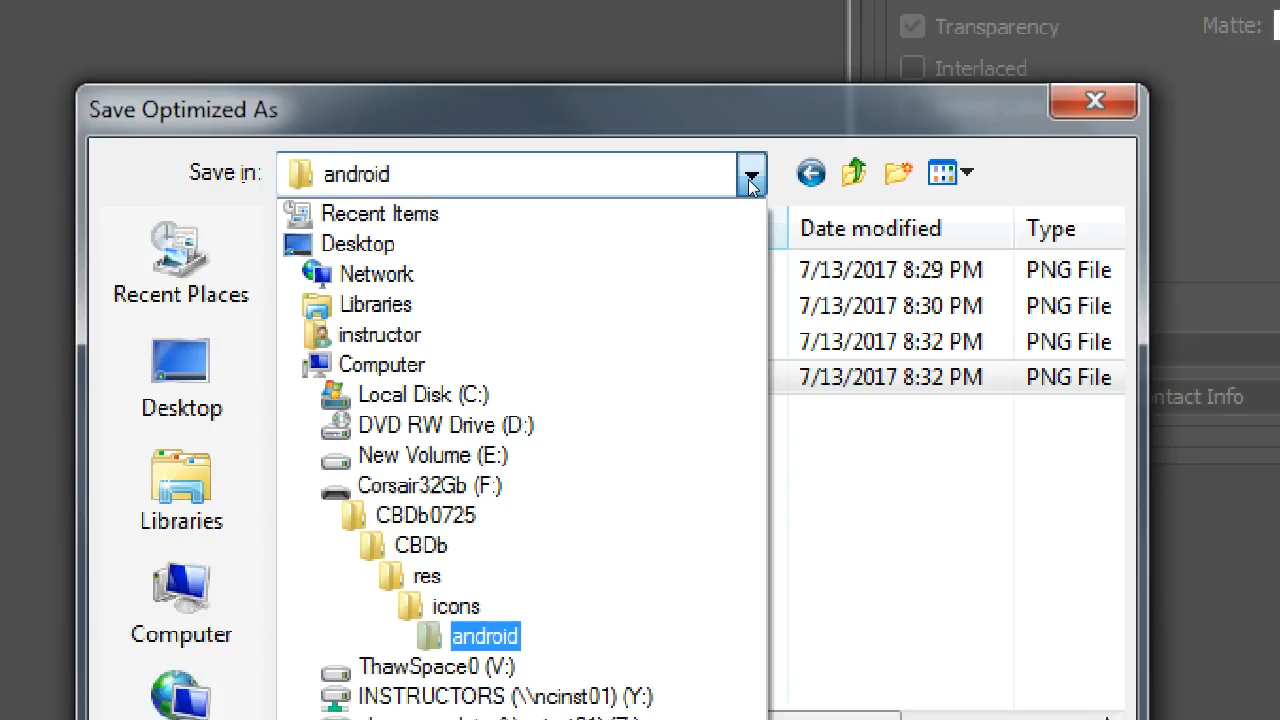 Transparency
Matte:
Interlaced
Save Optimized As
Save in:
android
Recent Items
Desktop
Network
Libraries
instructor
Computer
Local Disk (C:)
DVD RW Drive (D:)
New Volume (E:)
Corsair32Gb (F:)
CBDb0725
CBDb
res
icons
android
ThawSpace0 (V:)
INSTRUCTORS (\\ncinst01) (Y:)
Recent Places
Desktop
Libraries
Computer
Date modified
Type
7/13/2017 8:29 PM
PNG File
7/13/2017 8:30 PM
PNG File
7/13/2017 8:32 PM
PNG File
7/13/2017 8:32 PM
PNG File
ontact Info